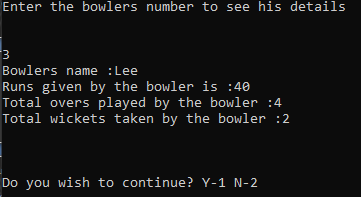 Enter the bowlers number to see his details
3
Bowlers name :Lee
Runs given by the bowler is :40
Total overs played by the bowler :4
Total wickets taken by the bowler :2
Do you wish to continue? Y-1 N-2